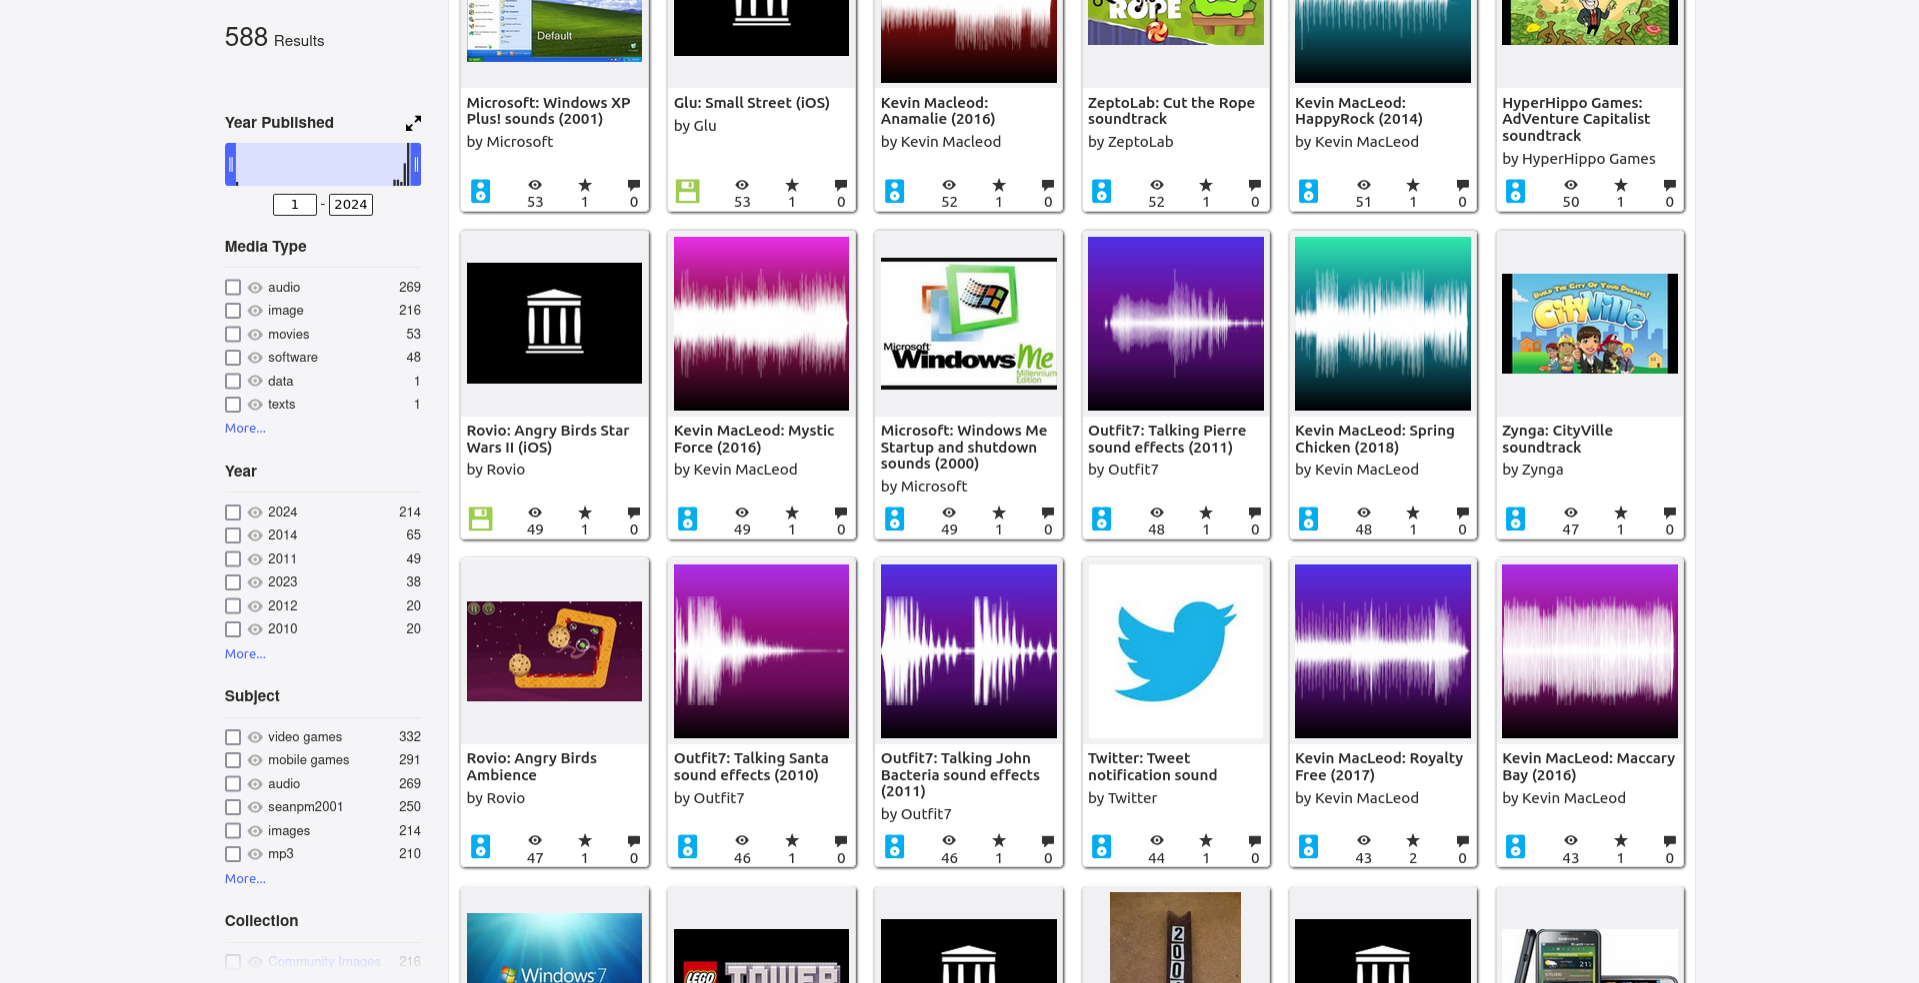 588 Results
Year Published
1 - 2024
Media Type
audio 269
image 216
movies 53
software 48
data 1
texts 1
More...
Year
2024 214
2014 65
2011 49
2023 38
2012 20
2010 20
More...
Subject
video games 332
mobile games 291
audio 269
seanpm2001 250
images 214
mp3 210
More...
Collection
Community Images 216
Default
Microsoft: Windows XP
Plus! sounds (2001)
by Microsoft
53 1 0
Glu: Small Street (iOS)
by Glu
53 1 0
Kevin Macleod:
Anamalie (2016)
by Kevin Macleod
52 1 0
ROPE
ZeptoLab: Cut the Rope
soundtrack
by ZeptoLab
52 1 0
Kevin MacLeod:
HappyRock (2014)
by Kevin MacLeod
51 1 0
HyperHippo Games:
AdVenture Capitalist
soundtrack
by HyperHippo Games
50 1 0
Rovio: Angry Birds Star
Wars II (iOS)
by Rovio
49 1 0
Kevin MacLeod: Mystic
Force (2016)
by Kevin MacLeod
49 1 0
Microsoft
Windows Me
Millennium
Edition
Microsoft: Windows Me
Startup and shutdown
sounds (2000)
by Microsoft
49 1 0
Outfit7: Talking Pierre
sound effects (2011)
by Outfit7
48 1 0
Kevin MacLeod: Spring
Chicken (2018)
by Kevin MacLeod
48 1 0
Build The City Of Your Dreams!
CityVille
Zynga: CityVille
soundtrack
by Zynga
47 1 0
Rovio: Angry Birds
Ambience
by Rovio
47 1 0
Outfit7: Talking Santa
sound effects (2010)
by Outfit7
46 1 0
Outfit7: Talking John
Bacteria sound effects
(2011)
by Outfit7
46 1 0
Twitter: Tweet
notification sound
by Twitter
44 1 0
Kevin MacLeod: Royalty
Free (2017)
by Kevin MacLeod
43 2 0
Kevin MacLeod: Maccary
Bay (2016)
by Kevin MacLeod
43 1 0
Windows 7
LEGO TOWER
200